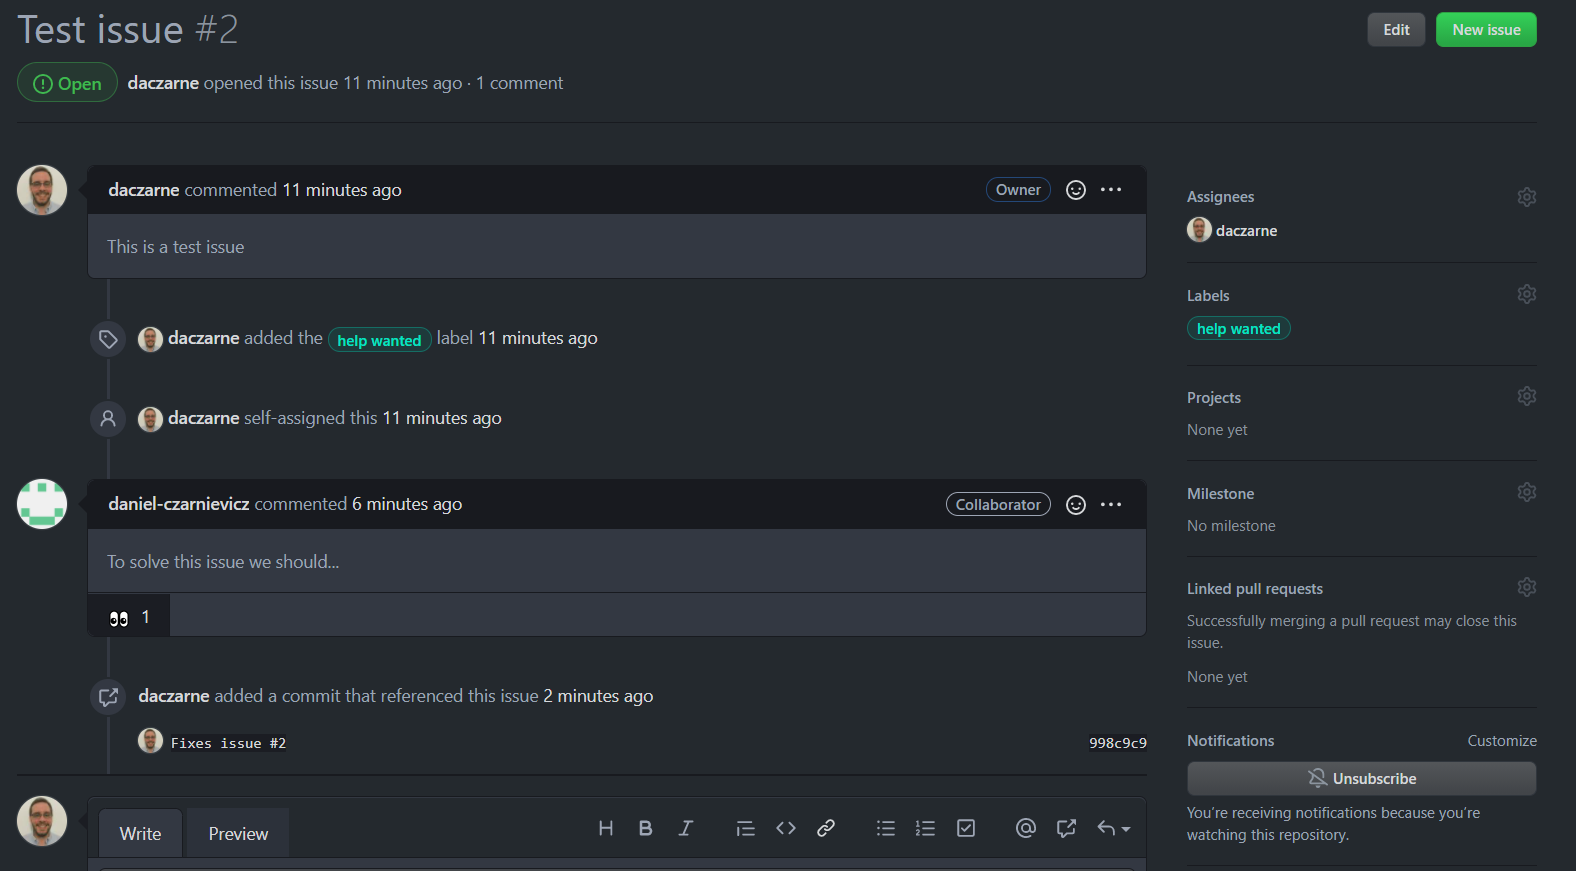 Test issue #2
Edit
New issue
Open
daczarne opened this issue 11 minutes ago · 1 comment
daczarne commented 11 minutes ago
Owner
This is a test issue
daczarne added the help wanted label 11 minutes ago
daczarne self-assigned this 11 minutes ago
daniel-czarnievicz commented 6 minutes ago
Collaborator
To solve this issue we should...
👀 1
daczarne added a commit that referenced this issue 2 minutes ago
Fixes issue #2
998c9c9
Write
Preview
Assignees
daczarne
Labels
help wanted
Projects
None yet
Milestone
No milestone
Linked pull requests
Successfully merging a pull request may close this
issue.
None yet
Notifications
Customize
Unsubscribe
You're receiving notifications because you're
watching this repository.